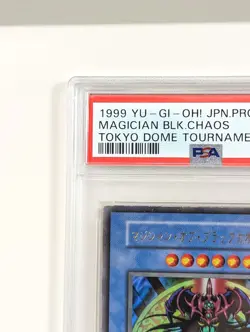 1999 YU-GI-OH! JPN.PRO
MAGICIAN BLK.CHAOS
TOKYO DOME TOURNAME
PSA